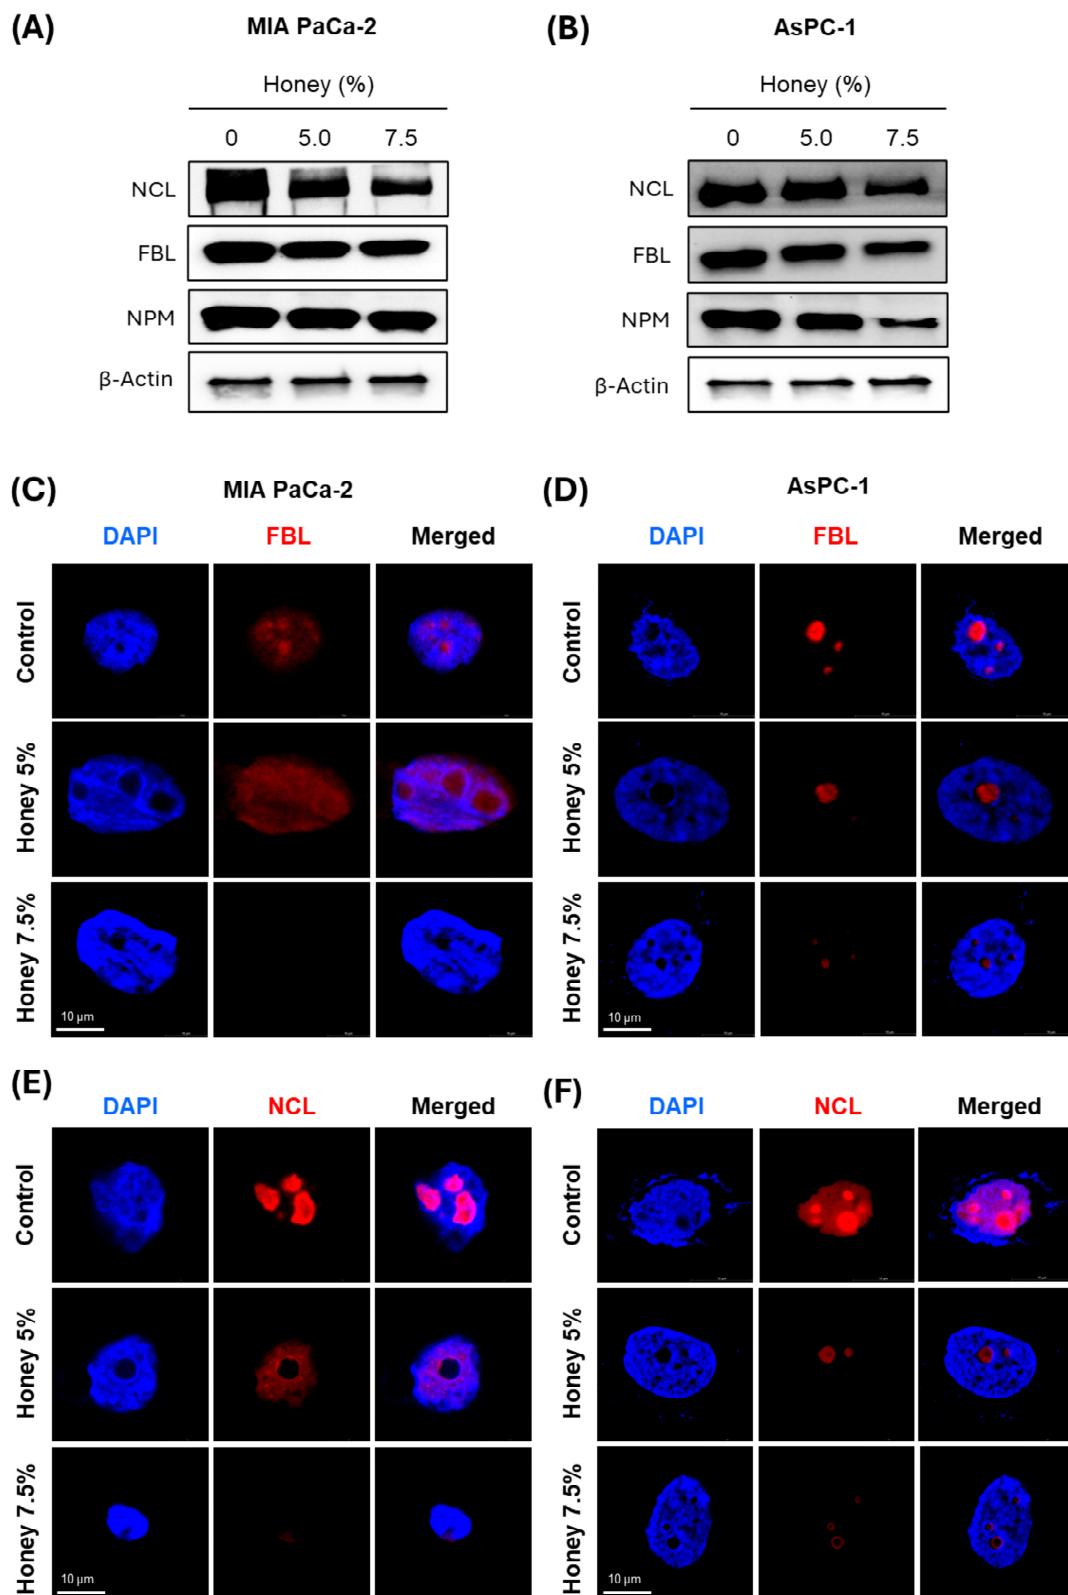 (A) MIA PaCa-2
Honey (%)
0 5.0 7.5
NCL
FBL
NPM
β-Actin
(B) AsPC-1
Honey (%)
0 5.0 7.5
NCL
FBL
NPM
β-Actin
(C) MIA PaCa-2
DAPI FBL Merged
Control
Honey 5%
Honey 7.5%
10 µm
(D) AsPC-1
DAPI FBL Merged
Control
Honey 5%
Honey 7.5%
10 µm
(E)
DAPI NCL Merged
Control
Honey 5%
Honey 7.5%
10 µm
(F)
DAPI NCL Merged
Control
Honey 5%
Honey 7.5%
10 µm